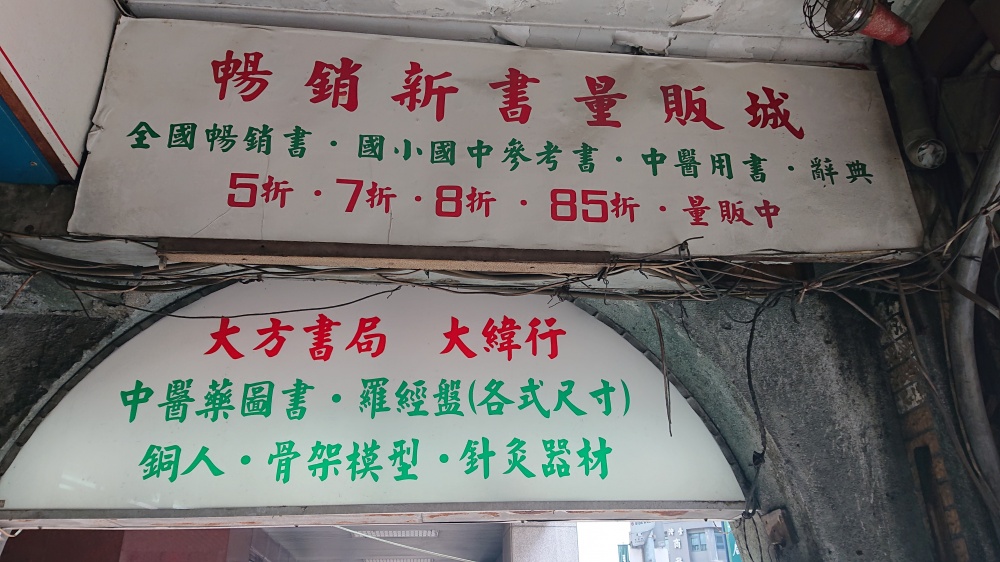 暢銷新書量販城
全國暢銷書·國小國中參考書·中醫用書·辭典
5折·7折·8折·85折·量販中
大方書局 大緯行
中醫藥圖書·羅經盤(各式尺寸)
銅人·骨架模型·針灸器材